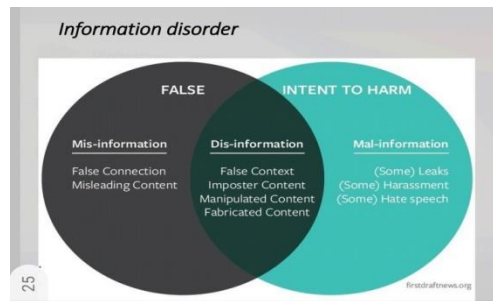 Information disorder
FALSE
INTENT TO HARM
Mis-information
False Connection
Misleading Content
Dis-information
False Context
Imposter Content
Manipulated Content
Fabricated Content
Mal-information
(Some) Leaks
(Some) Harassment
(Some) Hate speech
firstdraftnews.org
25